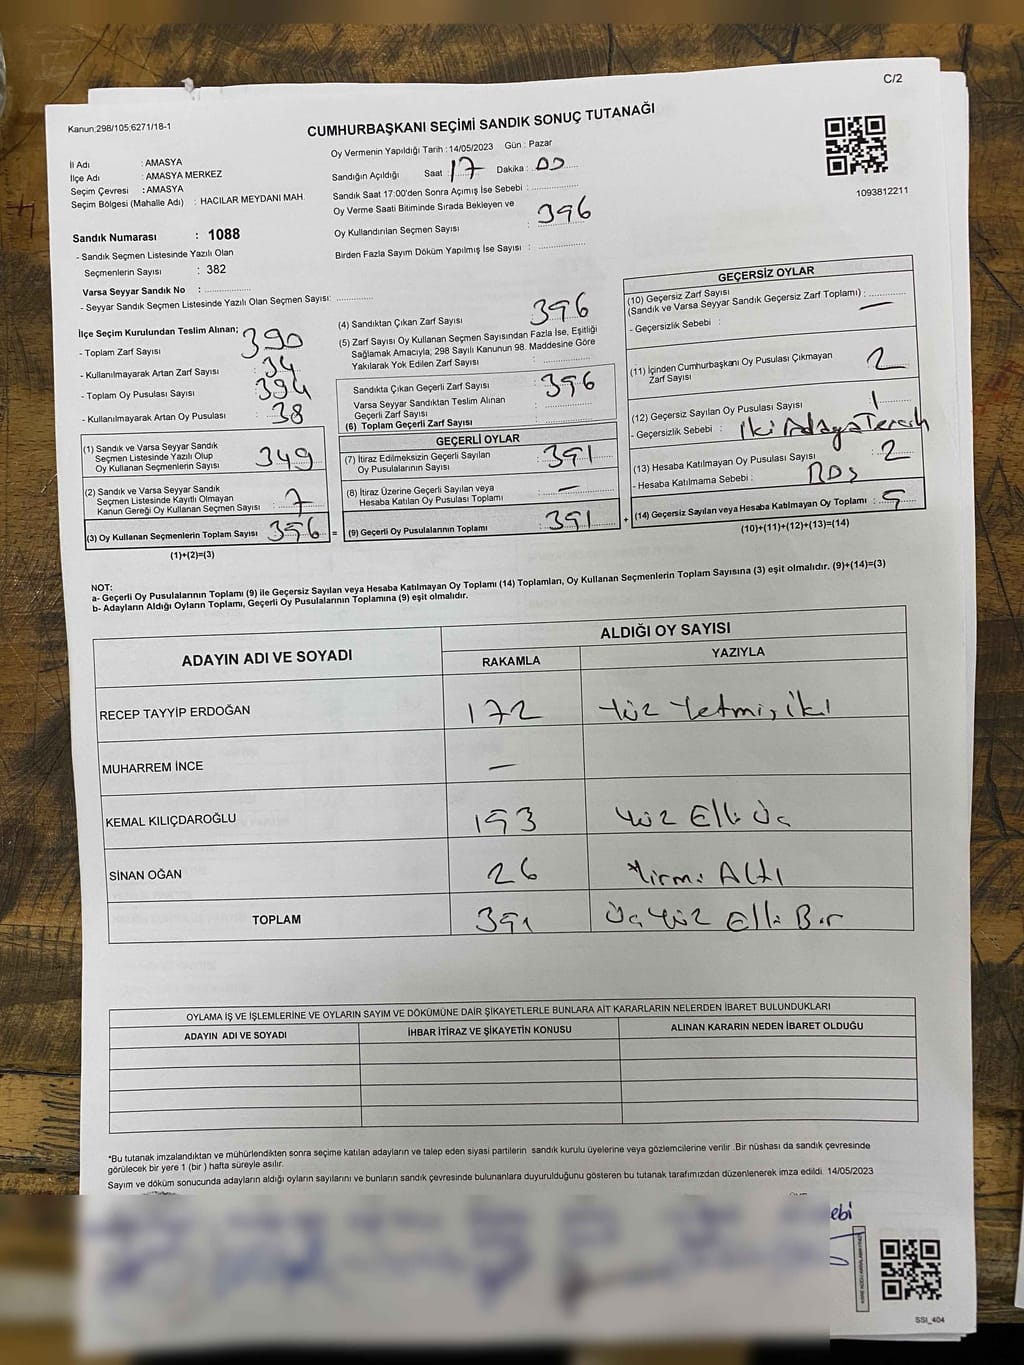 C/2
Kanun;298/105;6271/18-1
CUMHURBAŞKANI SEÇİMİ SANDIK SONUÇ TUTANAĞI
İl Adı : AMASYA
İlçe Adı : AMASYA MERKEZ
Seçim Çevresi : AMASYA
Seçim Bölgesi (Mahalle Adı) : HACILAR MEYDANI MAH.
Sandık Numarası : 1088
- Sandık Seçmen Listesinde Yazılı Olan
Seçmenlerin Sayısı : 382
Varsa Seyyar Sandık No :
- Seyyar Sandık Seçmen Listesinde Yazılı Olan Seçmen Sayısı:
Oy Vermenin Yapıldığı Tarih : 14/05/2023 Gün : Pazar
Sandığın Açıldığı Saat : 17 Dakika : 00
Sandık Saat 17:00'den Sonra Açımış İse Sebebi :
Oy Verme Saati Bitiminde Sırada Bekleyen ve
Oy Kullandırılan Seçmen Sayısı : 356
Birden Fazla Sayım Döküm Yapılmış İse Sayısı :
1093812211
İlçe Seçim Kurulundan Teslim Alınan;
- Toplam Zarf Sayısı : 390
- Kullanılmayarak Artan Zarf Sayısı : 34
- Toplam Oy Pusulası Sayısı : 394
- Kullanılmayarak Artan Oy Pusulası : 38
(1) Sandık ve Varsa Seyyar Sandık
Seçmen Listesinde Yazılı Olup
Oy Kullanan Seçmenlerin Sayısı : 349
(2) Sandık ve Varsa Seyyar Sandık
Seçmen Listesinde Kayıtlı Olmayan
Kanun Gereği Oy Kullanan Seçmen Sayısı : 7
(3) Oy Kullanan Seçmenlerin Toplam Sayısı : 356 =
(1)+(2)=(3)
(4) Sandıktan Çıkan Zarf Sayısı : 356
(5) Zarf Sayısı Oy Kullanan Seçmen Sayısından Fazla İse, Eşitliği
Sağlamak Amacıyla; 298 Sayılı Kanunun 98. Maddesine Göre
Yakılarak Yok Edilen Zarf Sayısı :
Sandıkta Çıkan Geçerli Zarf Sayısı : 356
Varsa Seyyar Sandıktan Teslim Alınan
Geçerli Zarf Sayısı :
(6) Toplam Geçerli Zarf Sayısı :
GEÇERLİ OYLAR
(7) İtiraz Edilmeksizin Geçerli Sayılan
Oy Pusulalarının Sayısı : 351
(8) İtiraz Üzerine Geçerli Sayılan veya
Hesaba Katılan Oy Pusulası Toplamı : —
(9) Geçerli Oy Pusulalarının Toplamı : 351 +
GEÇERSİZ OYLAR
(10) Geçersiz Zarf Sayısı
(Sandık ve Varsa Seyyar Sandık Geçersiz Zarf Toplamı) : —
- Geçersizlik Sebebi :
(11) İçinden Cumhurbaşkanı Oy Pusulası Çıkmayan
Zarf Sayısı : 2
(12) Geçersiz Sayılan Oy Pusulası Sayısı : 1
- Geçersizlik Sebebi : İki Adaya Tercih
(13) Hesaba Katılmayan Oy Pusulası Sayısı : 2
- Hesaba Katılmama Sebebi : BOŞ
(14) Geçersiz Sayılan veya Hesaba Katılmayan Oy Toplamı : 5
(10)+(11)+(12)+(13)=(14)
NOT:
a- Geçerli Oy Pusulalarının Toplamı (9) ile Geçersiz Sayılan veya Hesaba Katılmayan Oy Toplamı (14) Toplamları, Oy Kullanan Seçmenlerin Toplam Sayısına (3) eşit olmalıdır. (9)+(14)=(3)
b- Adayların Aldığı Oyların Toplamı, Geçerli Oy Pusulalarının Toplamına (9) eşit olmalıdır.
ADAYIN ADI VE SOYADI
ALDIĞI OY SAYISI
RAKAMLA YAZIYLA
RECEP TAYYİP ERDOĞAN 172 Yüz Yetmiş iki
MUHARREM İNCE —
KEMAL KILIÇDAROĞLU 153 Yüz Elli Üç
SİNAN OĞAN 26 Yirmi Altı
TOPLAM 351 Üç Yüz Elli Bir
OYLAMA İŞ VE İŞLEMLERİNE VE OYLARIN SAYIM VE DÖKÜMÜNE DAİR ŞİKAYETLERLE BUNLARA AİT KARARLARIN NELERDEN İBARET BULUNDUKLARI
ADAYIN ADI VE SOYADI İHBAR İTİRAZ VE ŞİKAYETİN KONUSU ALINAN KARARIN NEDEN İBARET OLDUĞU
*Bu tutanak imzalandıktan ve mühürlendikten sonra seçime katılan adayların ve talep eden siyasi partilerin sandık kurulu üyelerine veya gözlemcilerine verilir .Bir nüshası da sandık çevresinde
görülecek bir yere 1 (bir ) hafta süreyle asılır.
Sayım ve döküm sonucunda adayların aldığı oyların sayılarını ve bunların sandık çevresinde bulunanlara duyurulduğunu gösteren bu tutanak tarafımızdan düzenlenerek imza edildi. 14/05/2023
ebi
SSI_404